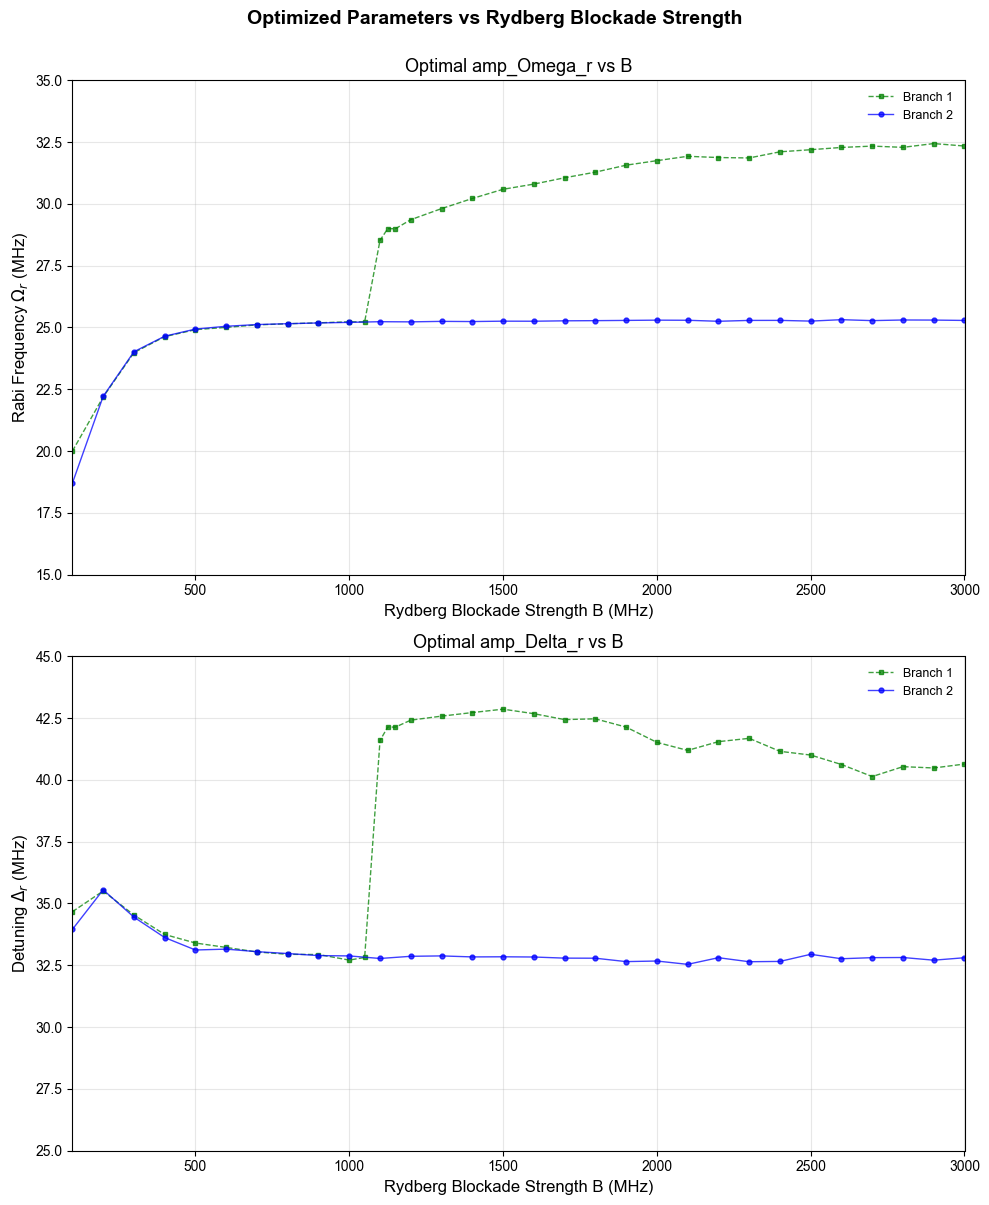 Optimized Parameters vs Rydberg Blockade Strength
Optimal amp_Omega_r vs B
35.0
32.5
30.0
27.5
25.0
22.5
20.0
17.5
15.0
Rabi Frequency Ωr (MHz)
Branch 1
Branch 2
500
1000
1500
2000
2500
3000
Rydberg Blockade Strength B (MHz)
Optimal amp_Delta_r vs B
45.0
42.5
40.0
37.5
35.0
32.5
30.0
27.5
25.0
Detuning Δr (MHz)
Branch 1
Branch 2
500
1000
1500
2000
2500
3000
Rydberg Blockade Strength B (MHz)